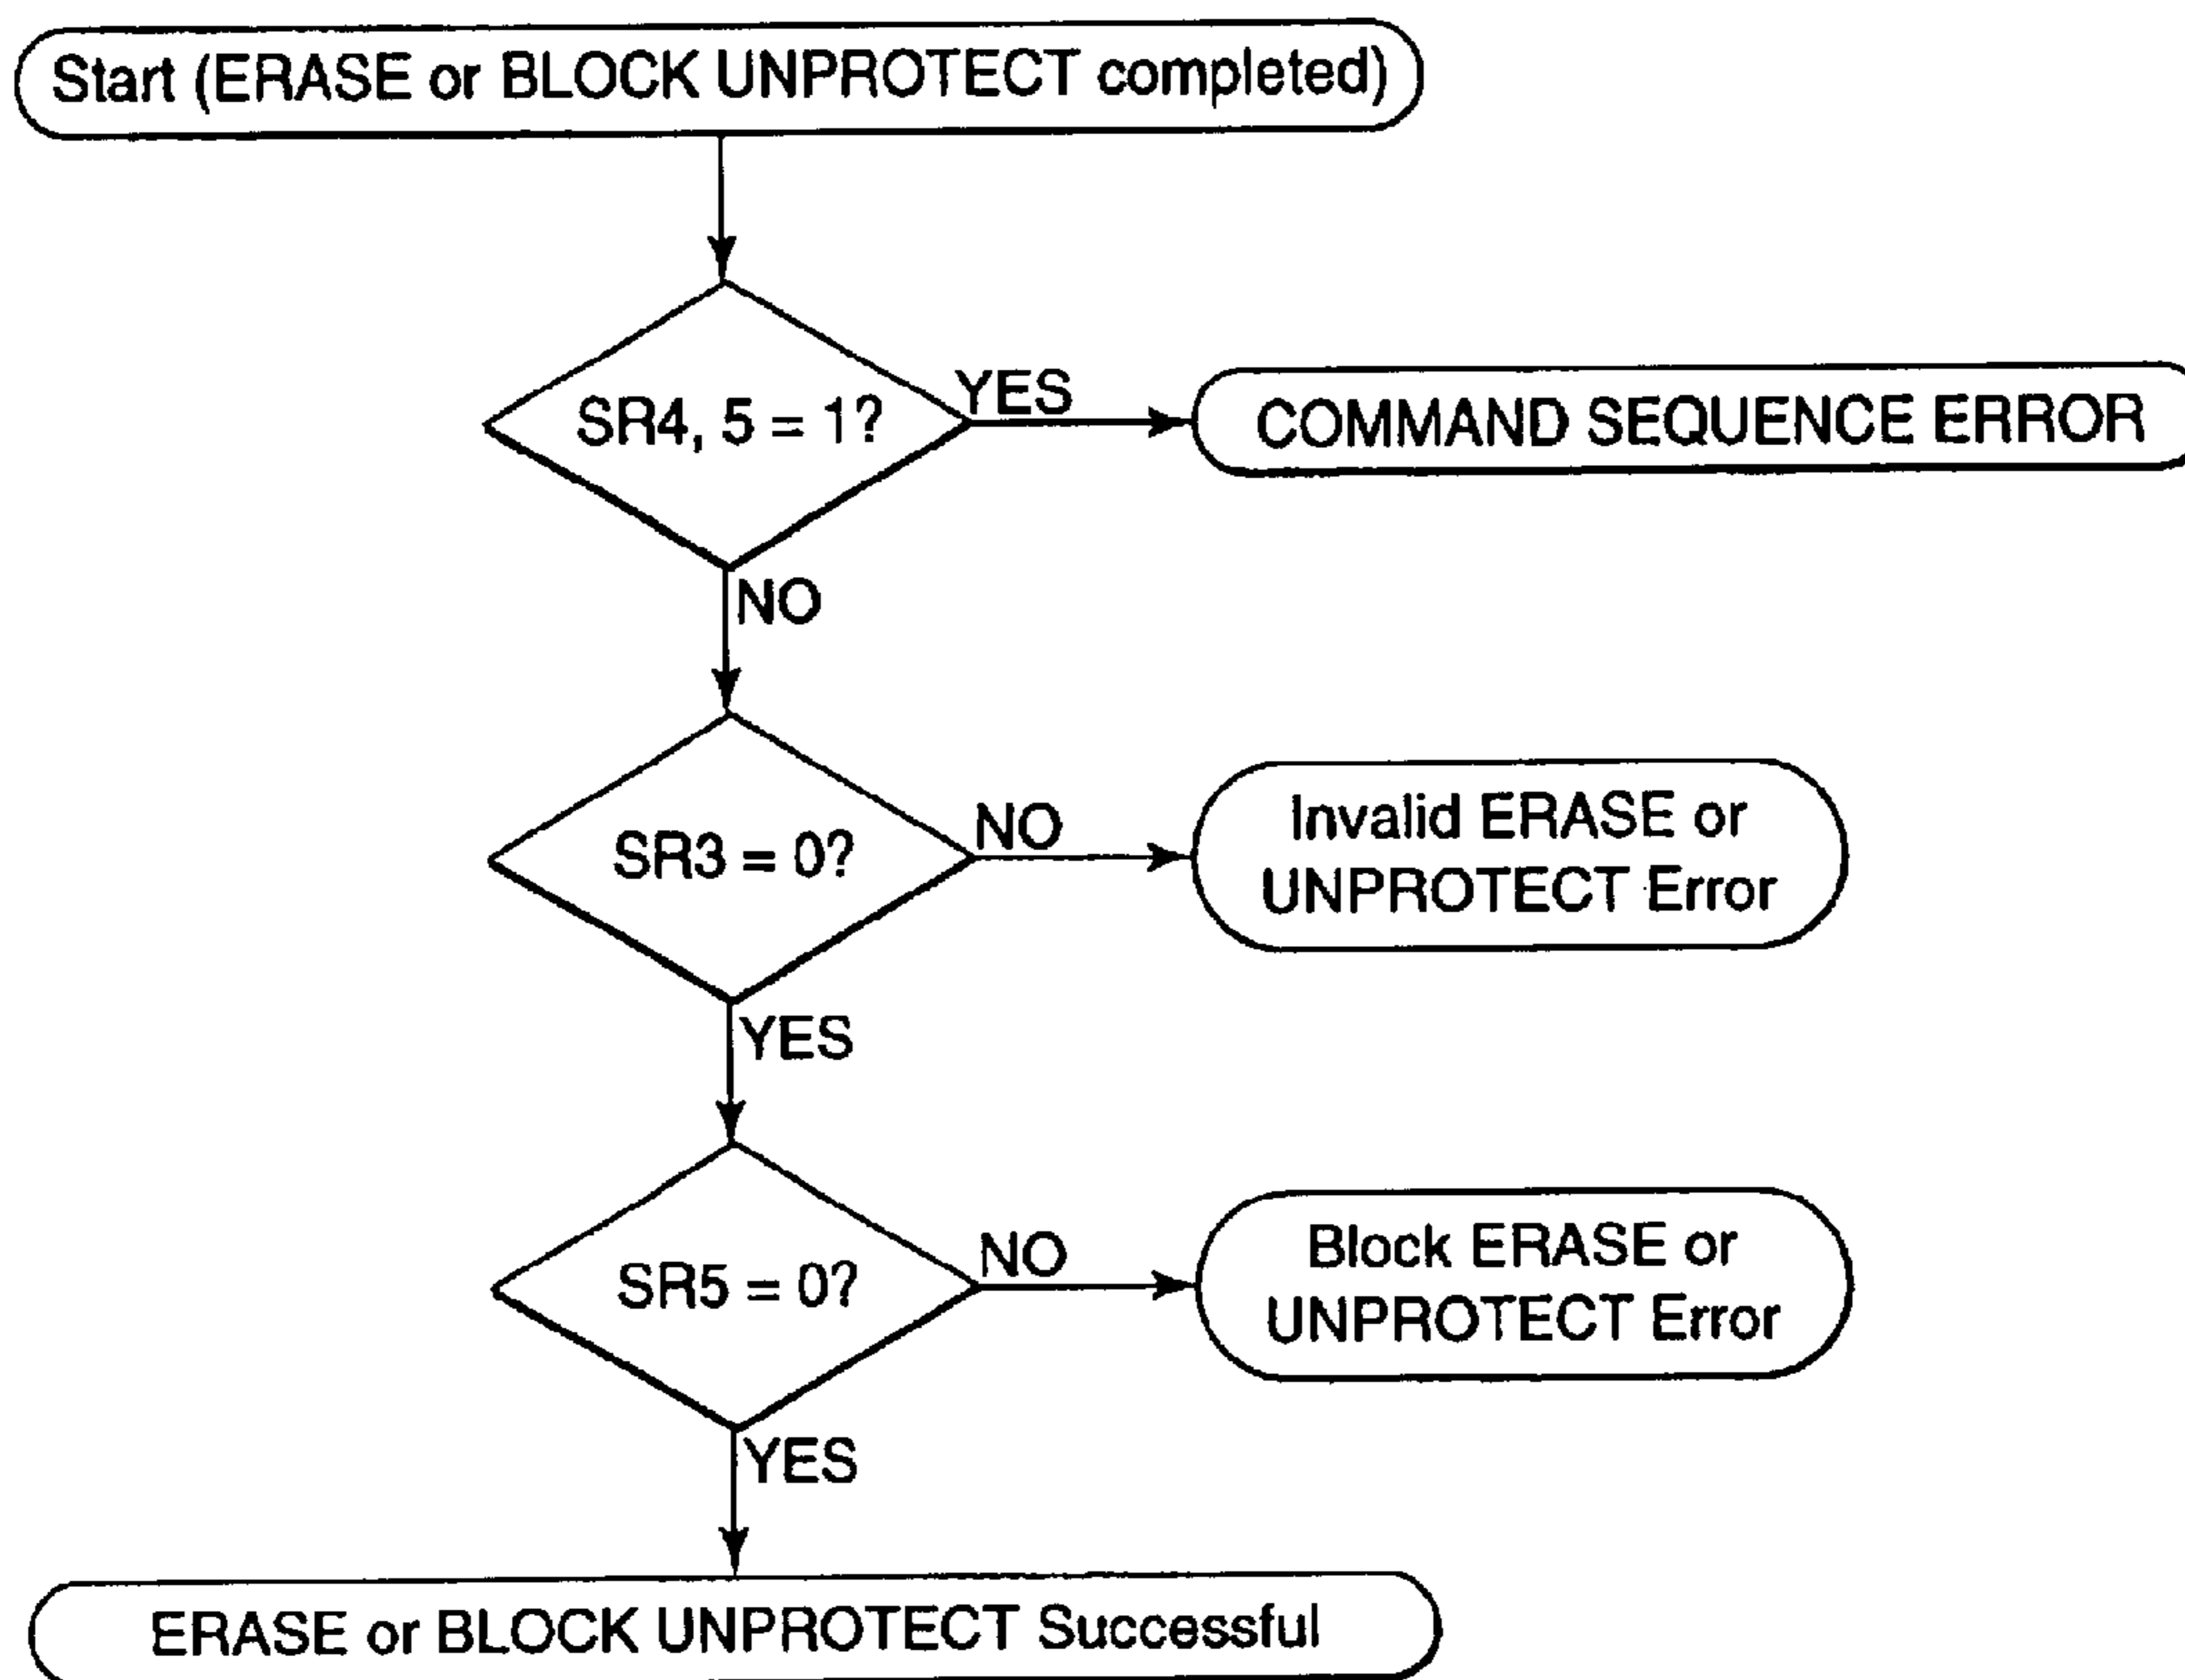 Start (ERASE or BLOCK UNPROTECT completed)
SR4, 5 = 1?
YES
COMMAND SEQUENCE ERROR
NO
SR3 = 0?
NO
Invalid ERASE or
UNPROTECT Error
YES
SR5 = 0?
NO
Block ERASE or
UNPROTECT Error
YES
ERASE or BLOCK UNPROTECT Successful